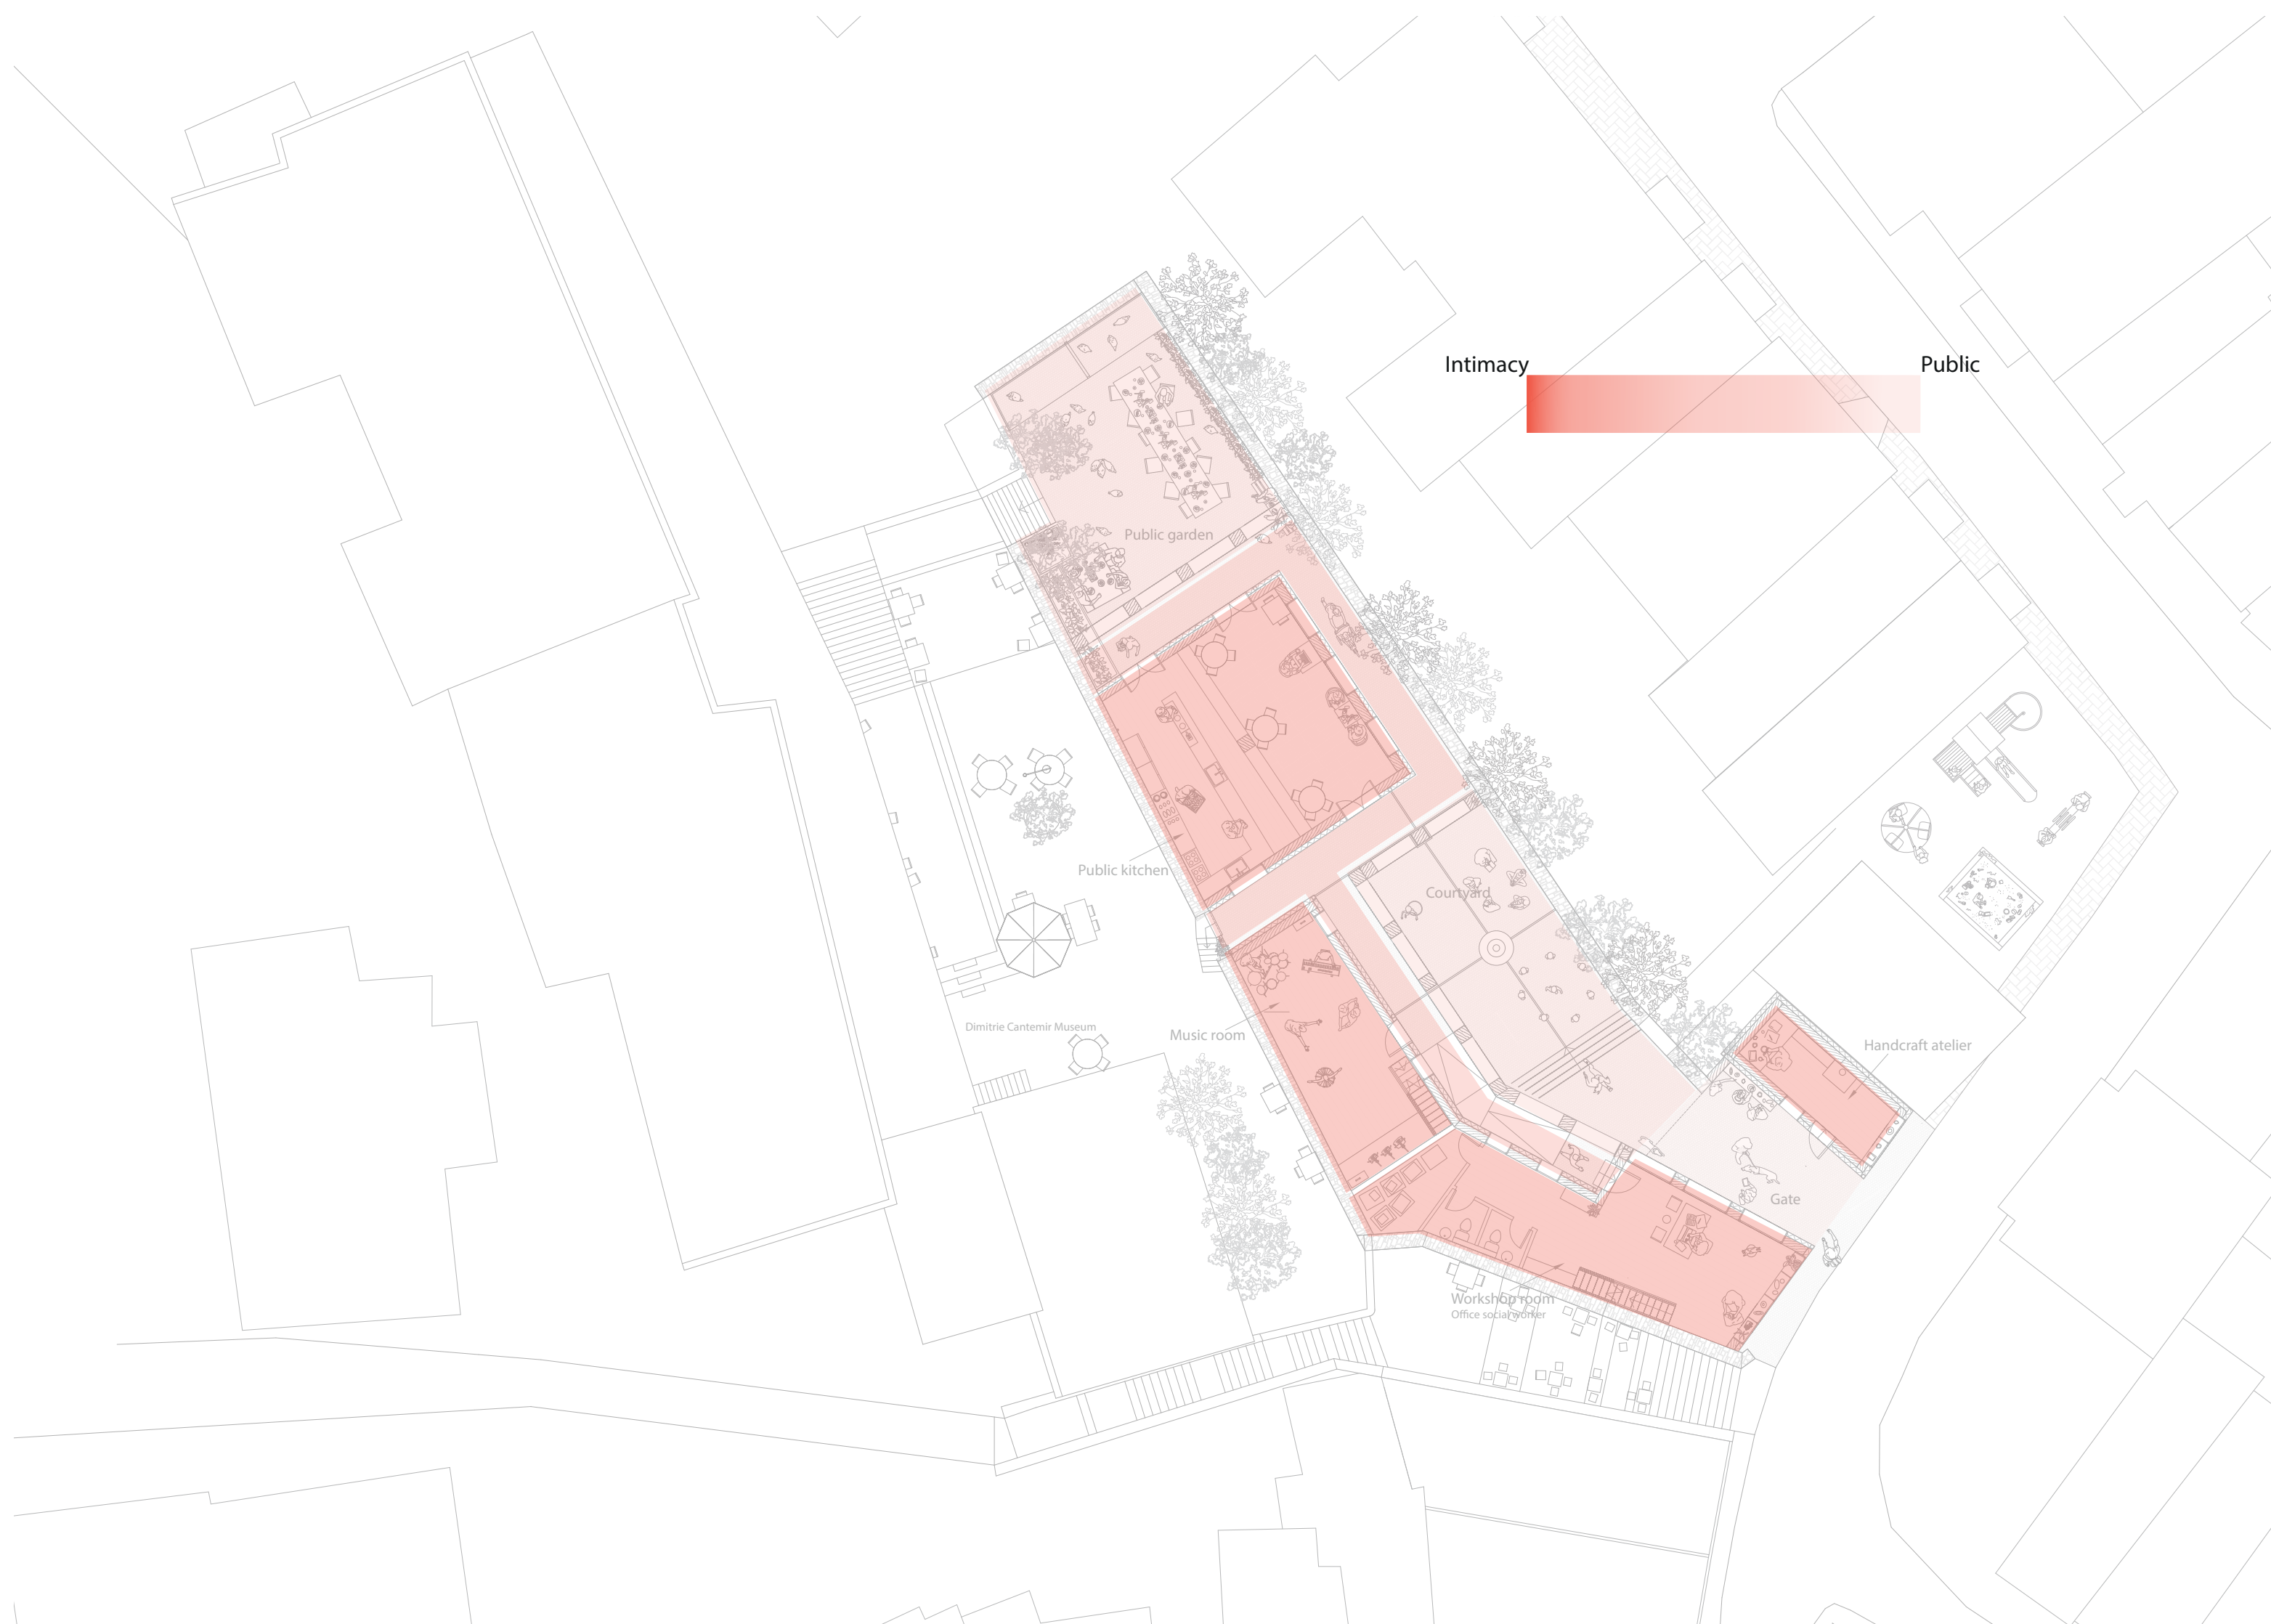 Intimacy
Public
Public garden
Public kitchen
Courtyard
Dimitrie Cantemir Museum
Music room
Handcraft atelier
Gate
Workshop room
Office social worker